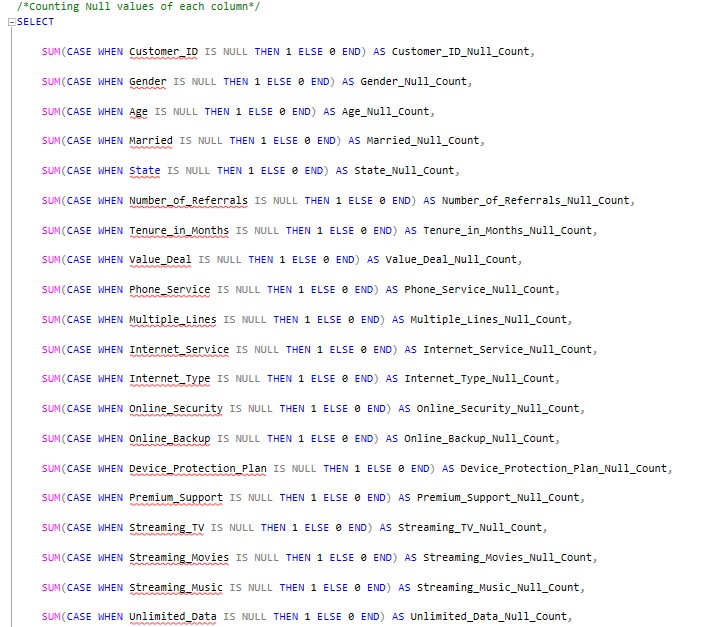 /*Counting Null values of each column*/
SELECT
SUM(CASE WHEN Customer_ID IS NULL THEN 1 ELSE 0 END) AS Customer_ID_Null_Count,
SUM(CASE WHEN Gender IS NULL THEN 1 ELSE 0 END) AS Gender_Null_Count,
SUM(CASE WHEN Age IS NULL THEN 1 ELSE 0 END) AS Age_Null_Count,
SUM(CASE WHEN Married IS NULL THEN 1 ELSE 0 END) AS Married_Null_Count,
SUM(CASE WHEN State IS NULL THEN 1 ELSE 0 END) AS State_Null_Count,
SUM(CASE WHEN Number_of_Referrals IS NULL THEN 1 ELSE 0 END) AS Number_of_Referrals_Null_Count,
SUM(CASE WHEN Tenure_in_Months IS NULL THEN 1 ELSE 0 END) AS Tenure_in_Months_Null_Count,
SUM(CASE WHEN Value_Deal IS NULL THEN 1 ELSE 0 END) AS Value_Deal_Null_Count,
SUM(CASE WHEN Phone_Service IS NULL THEN 1 ELSE 0 END) AS Phone_Service_Null_Count,
SUM(CASE WHEN Multiple_Lines IS NULL THEN 1 ELSE 0 END) AS Multiple_Lines_Null_Count,
SUM(CASE WHEN Internet_Service IS NULL THEN 1 ELSE 0 END) AS Internet_Service_Null_Count,
SUM(CASE WHEN Internet_Type IS NULL THEN 1 ELSE 0 END) AS Internet_Type_Null_Count,
SUM(CASE WHEN Online_Security IS NULL THEN 1 ELSE 0 END) AS Online_Security_Null_Count,
SUM(CASE WHEN Online_Backup IS NULL THEN 1 ELSE 0 END) AS Online_Backup_Null_Count,
SUM(CASE WHEN Device_Protection_Plan IS NULL THEN 1 ELSE 0 END) AS Device_Protection_Plan_Null_Count,
SUM(CASE WHEN Premium_Support IS NULL THEN 1 ELSE 0 END) AS Premium_Support_Null_Count,
SUM(CASE WHEN Streaming_TV IS NULL THEN 1 ELSE 0 END) AS Streaming_TV_Null_Count,
SUM(CASE WHEN Streaming_Movies IS NULL THEN 1 ELSE 0 END) AS Streaming_Movies_Null_Count,
SUM(CASE WHEN Streaming_Music IS NULL THEN 1 ELSE 0 END) AS Streaming_Music_Null_Count,
SUM(CASE WHEN Unlimited_Data IS NULL THEN 1 ELSE 0 END) AS Unlimited_Data_Null_Count,